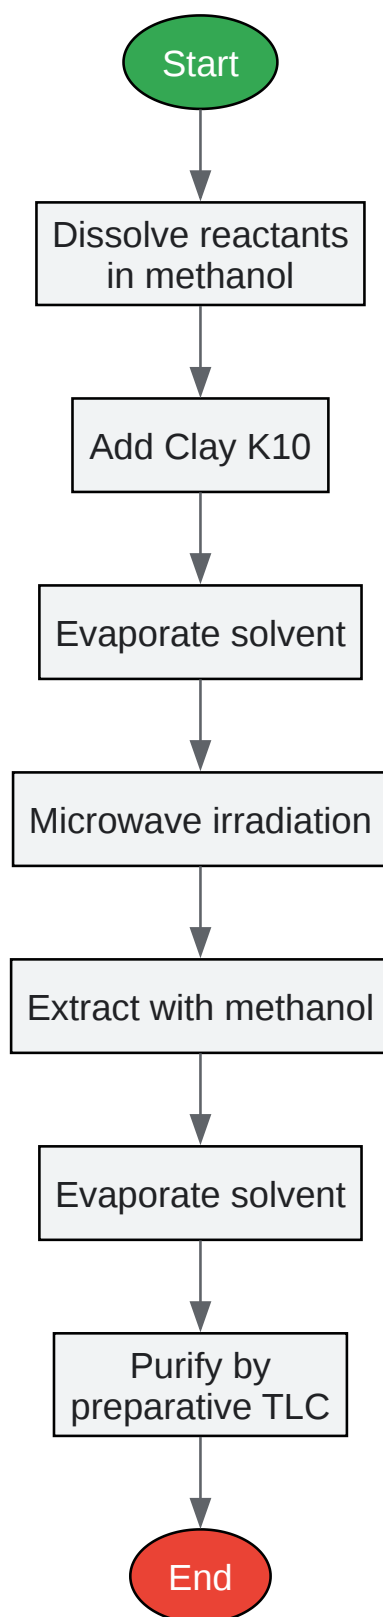 Start
Dissolve reactants
in methanol
Add Clay K10
Evaporate solvent
Microwave irradiation
Extract with methanol
Evaporate solvent
Purify by
preparative TLC
End